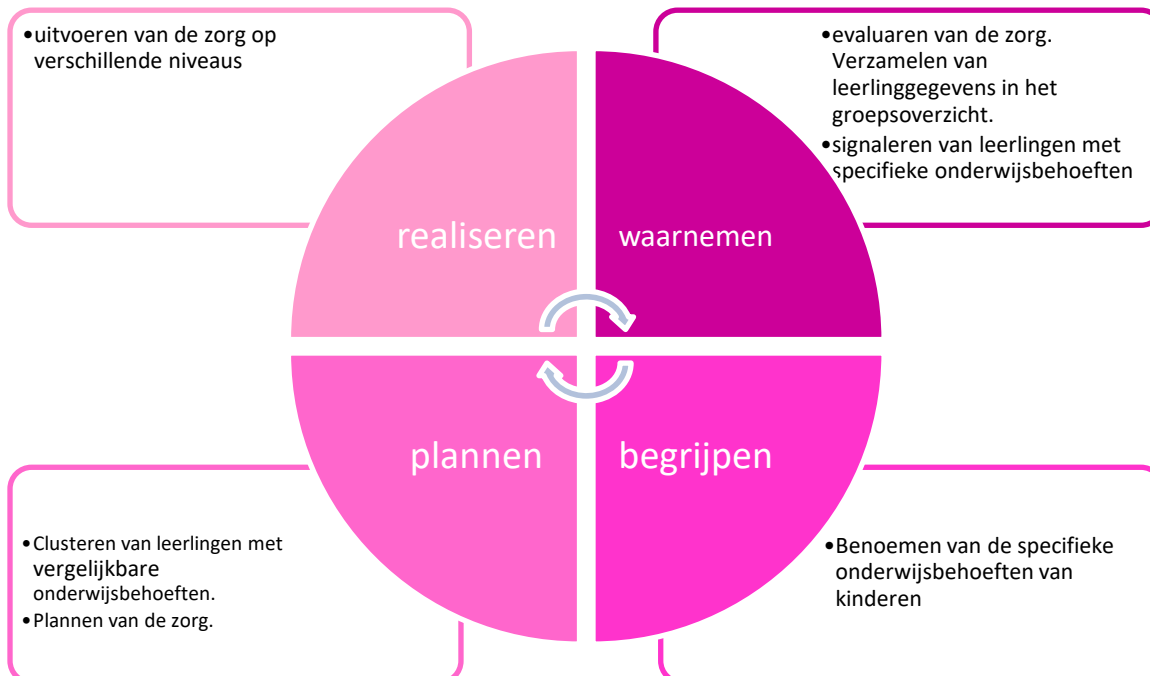 •uitvoeren van de zorg op
verschillende niveaus
•evaluaren van de zorg.
Verzamelen van
leerlinggegevens in het
groepsoverzicht.
•signaleren van leerlingen met
specifieke onderwijsbehoeften
realiseren
waarnemen
plannen
begrijpen
•Clusteren van leerlingen met
vergelijkbare
onderwijsbehoeften.
•Plannen van de zorg.
•Benoemen van de specifieke
onderwijsbehoeften van
kinderen